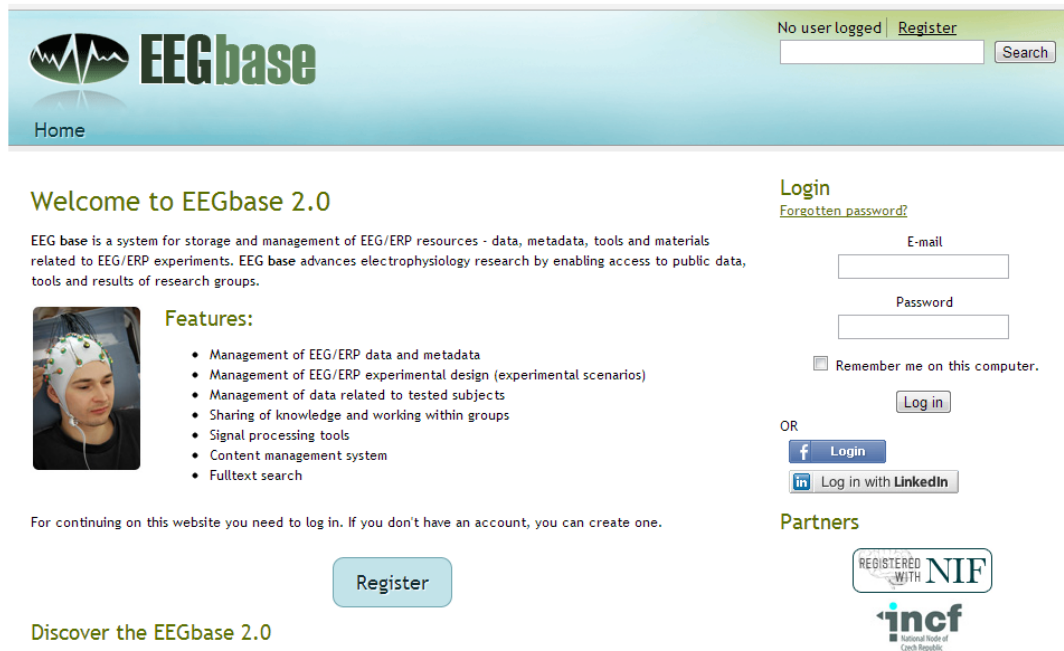 EEGbase
No user logged Register
Search
Home
Welcome to EEGbase 2.0
EEG base is a system for storage and management of EEG/ERP resources - data, metadata, tools and materials
related to EEG/ERP experiments. EEG base advances electrophysiology research by enabling access to public data,
tools and results of research groups.
Features:
Management of EEG/ERP data and metadata
Management of EEG/ERP experimental design (experimental scenarios)
Management of data related to tested subjects
Sharing of knowledge and working within groups
Signal processing tools
Content management system
Fulltext search
For continuing on this website you need to log in. If you don't have an account, you can create one.
Register
Discover the EEGbase 2.0
Login
Forgotten password?
E-mail
Password
Remember me on this computer.
Log in
OR
f Login
in Log in with LinkedIn
Partners
REGISTERED
WITH NIF
incf
National Node of
Czech Republic